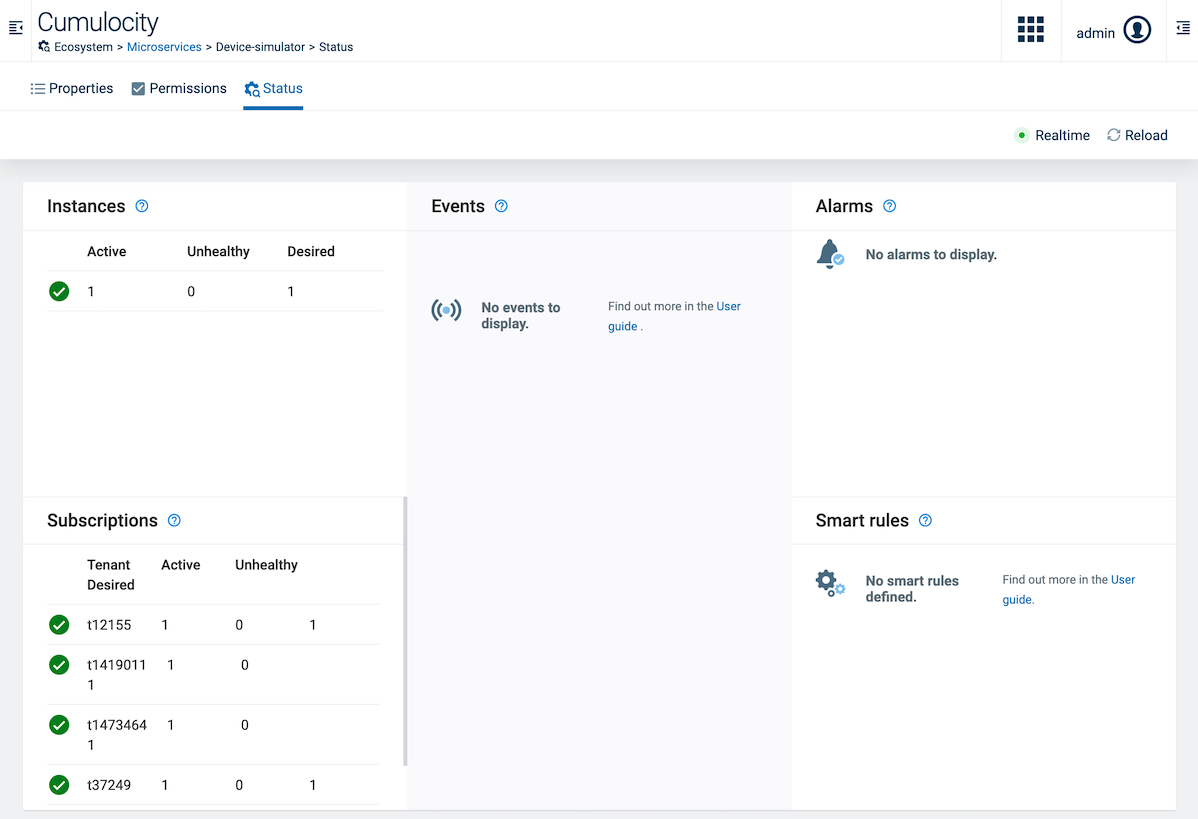 Cumulocity
Ecosystem > Microservices > Device-simulator > Status
admin
Properties
Permissions
Status
Realtime
Reload
Instances
Active Unhealthy Desired
1 0 1
Events
No events to
display.
Find out more in the User
guide .
Alarms
No alarms to display.
Subscriptions
Tenant Active Unhealthy
Desired
t12155 1 0 1
t1419011 1 0
1
t1473464 1 0
1
t37249 1 0 1
Smart rules
No smart rules
defined.
Find out more in the User
guide.